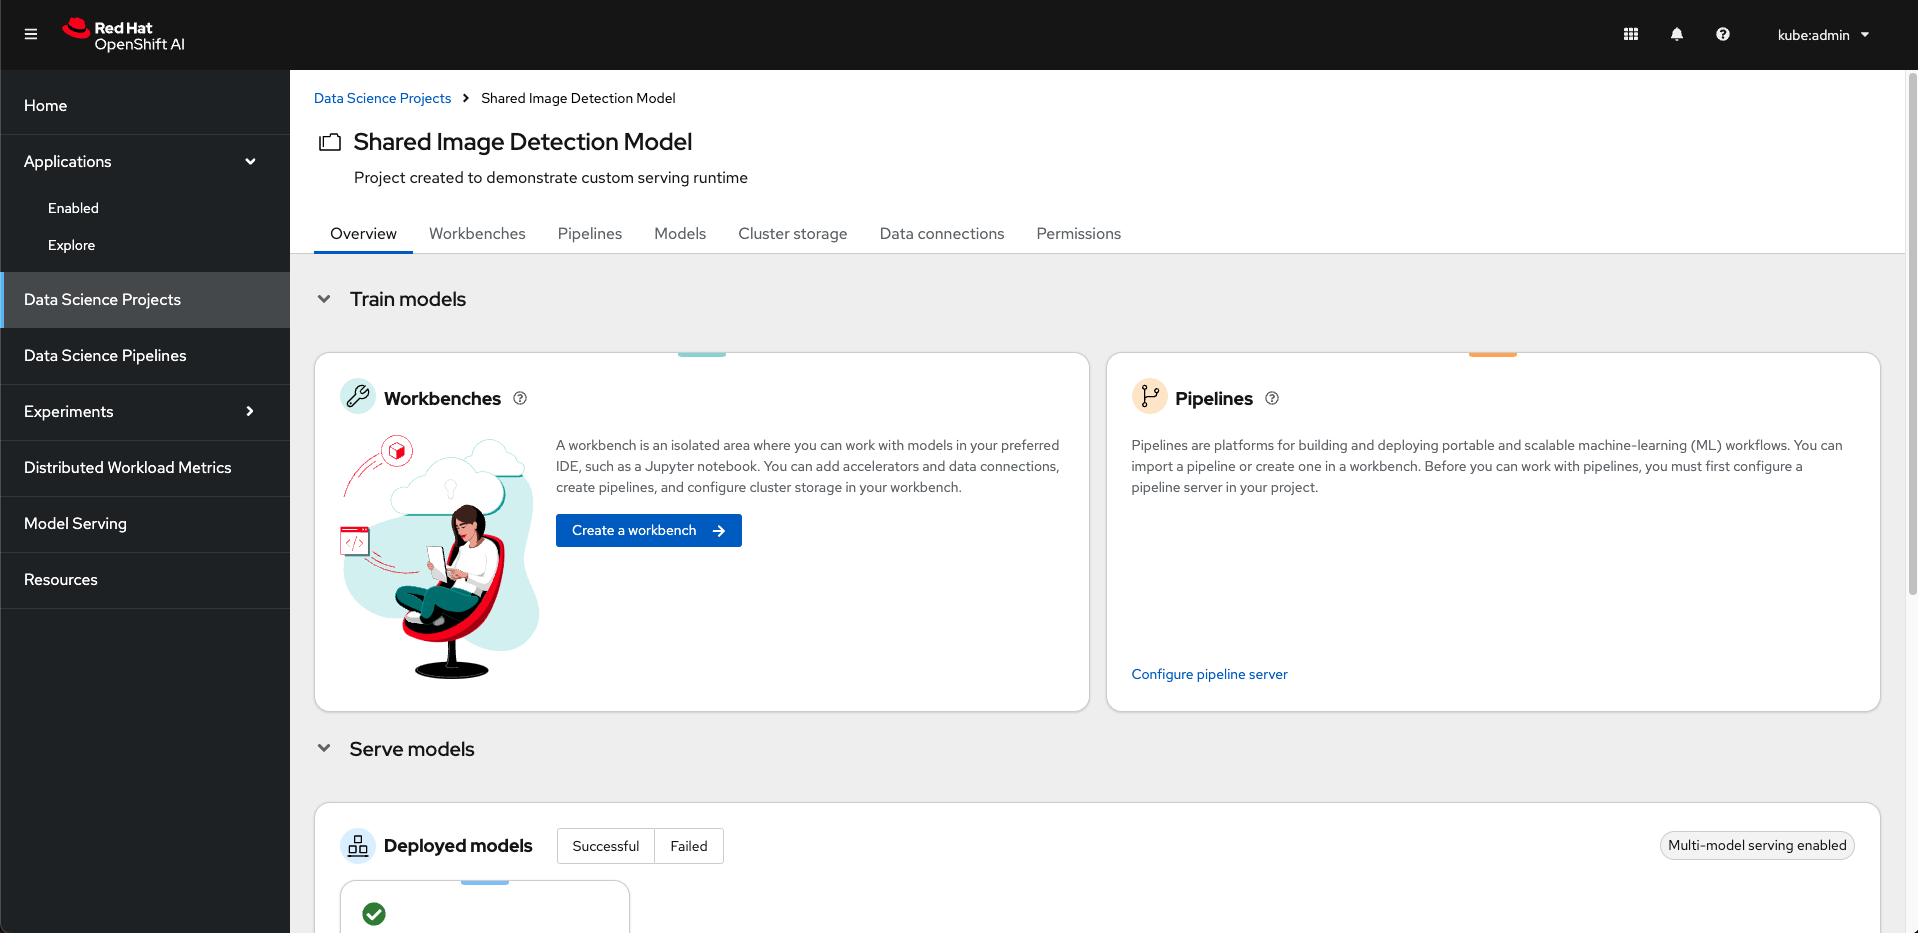 Red Hat
OpenShift AI
kube:admin
Home
Applications
Enabled
Explore
Data Science Projects
Data Science Pipelines
Experiments
Distributed Workload Metrics
Model Serving
Resources
Data Science Projects > Shared Image Detection Model
Shared Image Detection Model
Project created to demonstrate custom serving runtime
Overview Workbenches Pipelines Models Cluster storage Data connections Permissions
Train models
Workbenches
A workbench is an isolated area where you can work with models in your preferred
IDE, such as a Jupyter notebook. You can add accelerators and data connections,
create pipelines, and configure cluster storage in your workbench.
Create a workbench
</>
Pipelines
Pipelines are platforms for building and deploying portable and scalable machine-learning (ML) workflows. You can
import a pipeline or create one in a workbench. Before you can work with pipelines, you must first configure a
pipeline server in your project.
Configure pipeline server
Serve models
Deployed models Successful Failed
Multi-model serving enabled